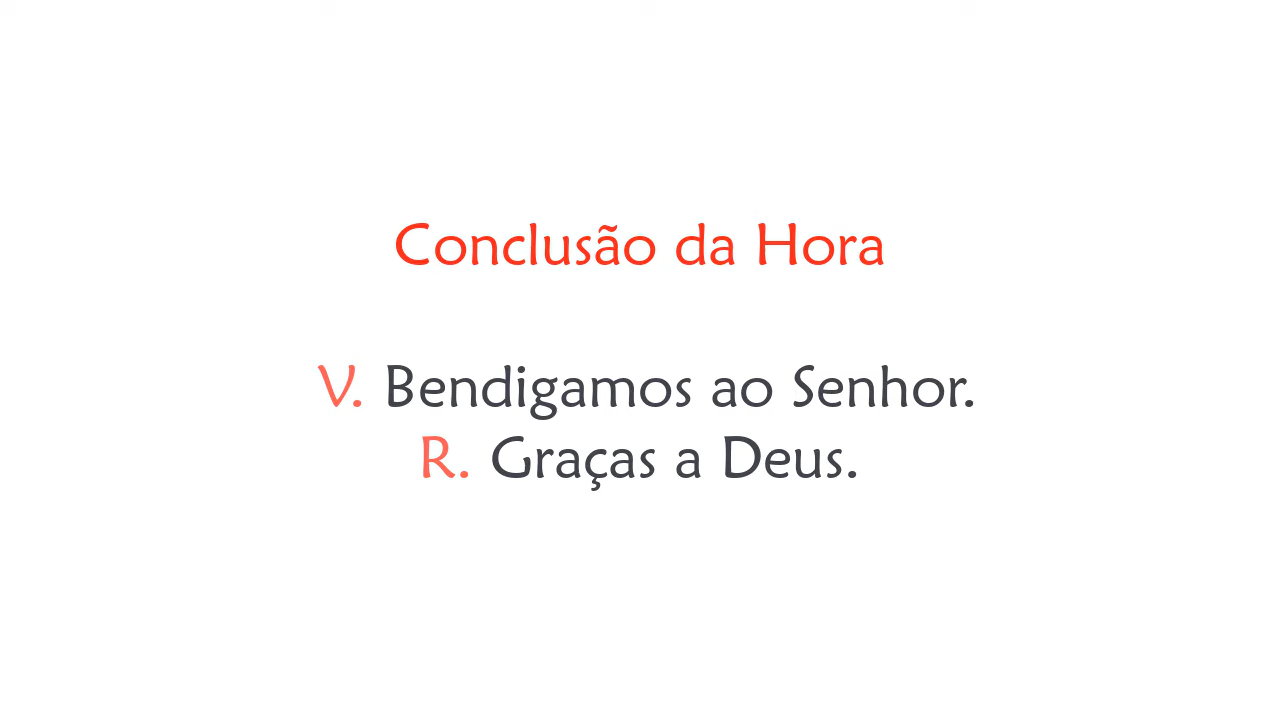 Conclusão da Hora
V. Bendigamos ao Senhor.
R. Graças a Deus.